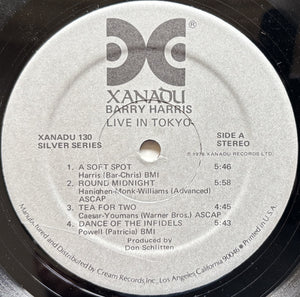 XANADU
BARRY HARRIS
LIVE IN TOKYO
XANADU 130
SILVER SERIES
SIDE A
STEREO
℗ 1976 XANADU RECORDS LTD.
1. A SOFT SPOT 5:46
Harris (Bar-Chris) BMI
2. ROUND MIDNIGHT 5:58
Hanighen-Monk-Williams (Advanced)
ASCAP
3. TEA FOR TWO 5:45
Caesar-Youmans (Warner Bros.) ASCAP
4. DANCE OF THE INFIDELS 4:43
Powell (Patricia) BMI
Produced by
Don Schlitten
Manufactured and Distributed by Cream Records Inc., Los Angeles, California 90046 • Printed in U.S.A.